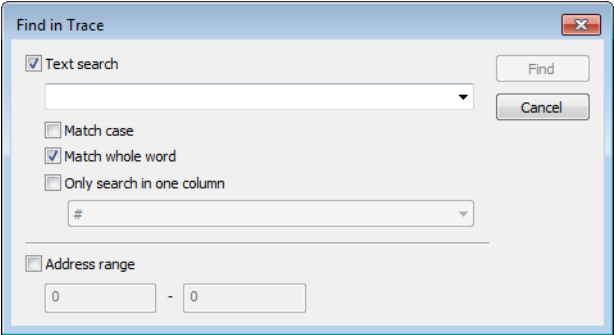 Find in Trace
Text search
Find
Cancel
Match case
Match whole word
Only search in one column
#
Address range
0 - 0